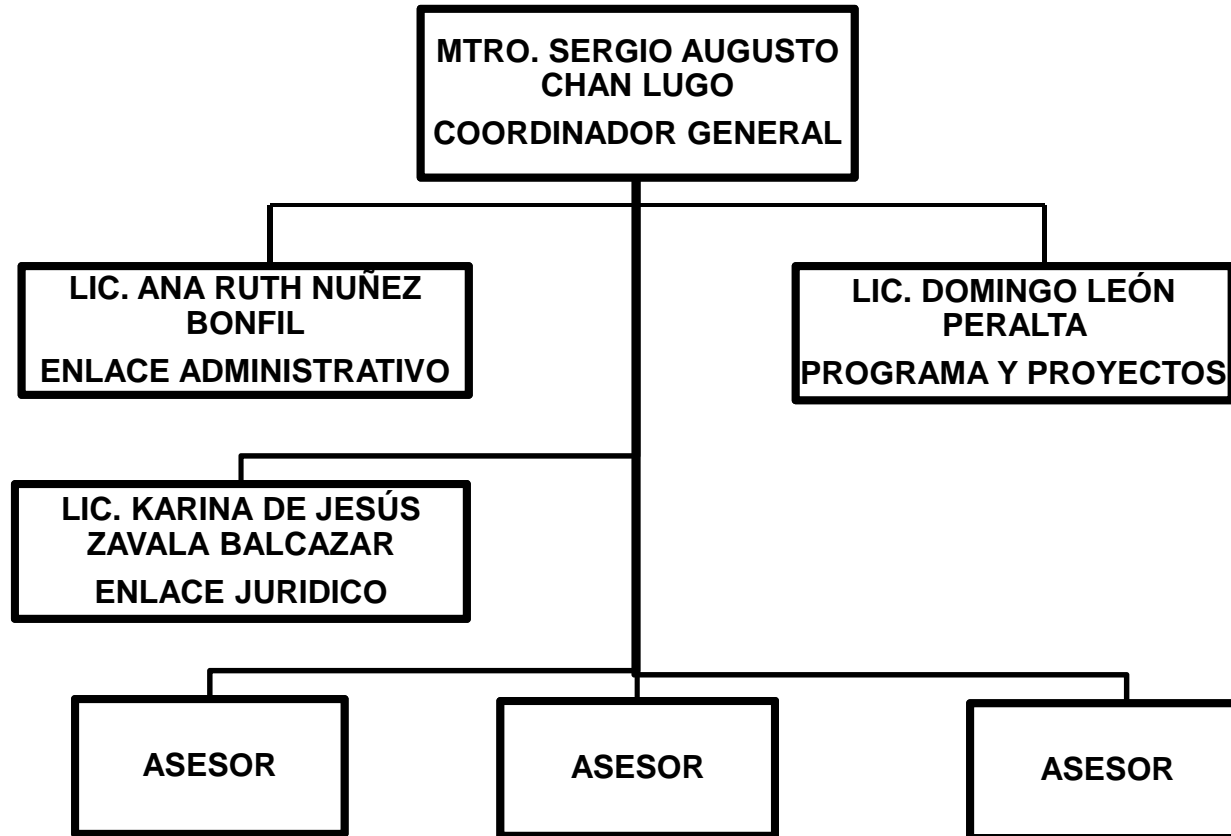 MTRO. SERGIO AUGUSTO
CHAN LUGO
COORDINADOR GENERAL
LIC. ANA RUTH NUÑEZ
BONFIL
ENLACE ADMINISTRATIVO
LIC. DOMINGO LEÓN
PERALTA
PROGRAMA Y PROYECTOS
LIC. KARINA DE JESÚS
ZAVALA BALCAZAR
ENLACE JURIDICO
ASESOR
ASESOR
ASESOR